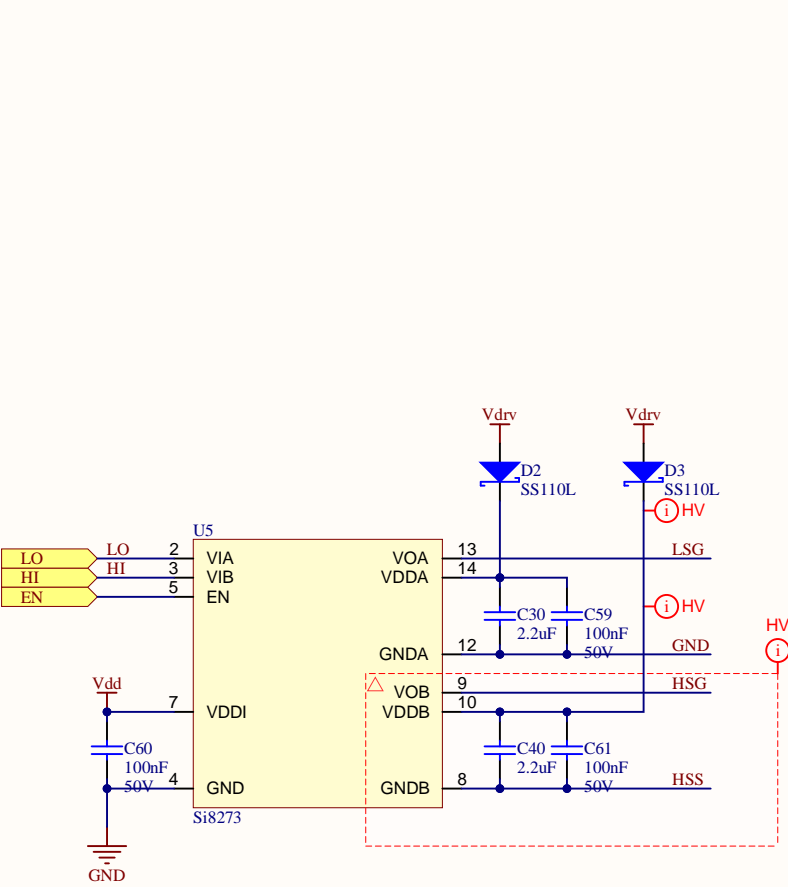 Vdrv
Vdrv
D2
SS110L
D3
SS110L
i HV
U5
LO LO 2 VIA VOA 13 LSG
HI HI 3 VIB VDDA 14
EN 5 EN
i HV
C30
2.2uF
C59
100nF
50V
HV
i
GNDA 12 GND
Vdd
VOB 9 HSG
7 VDDI VDDB 10
C60
100nF
50V
C40
2.2uF
C61
100nF
50V
4 GND GNDB 8 HSS
Si8273
GND